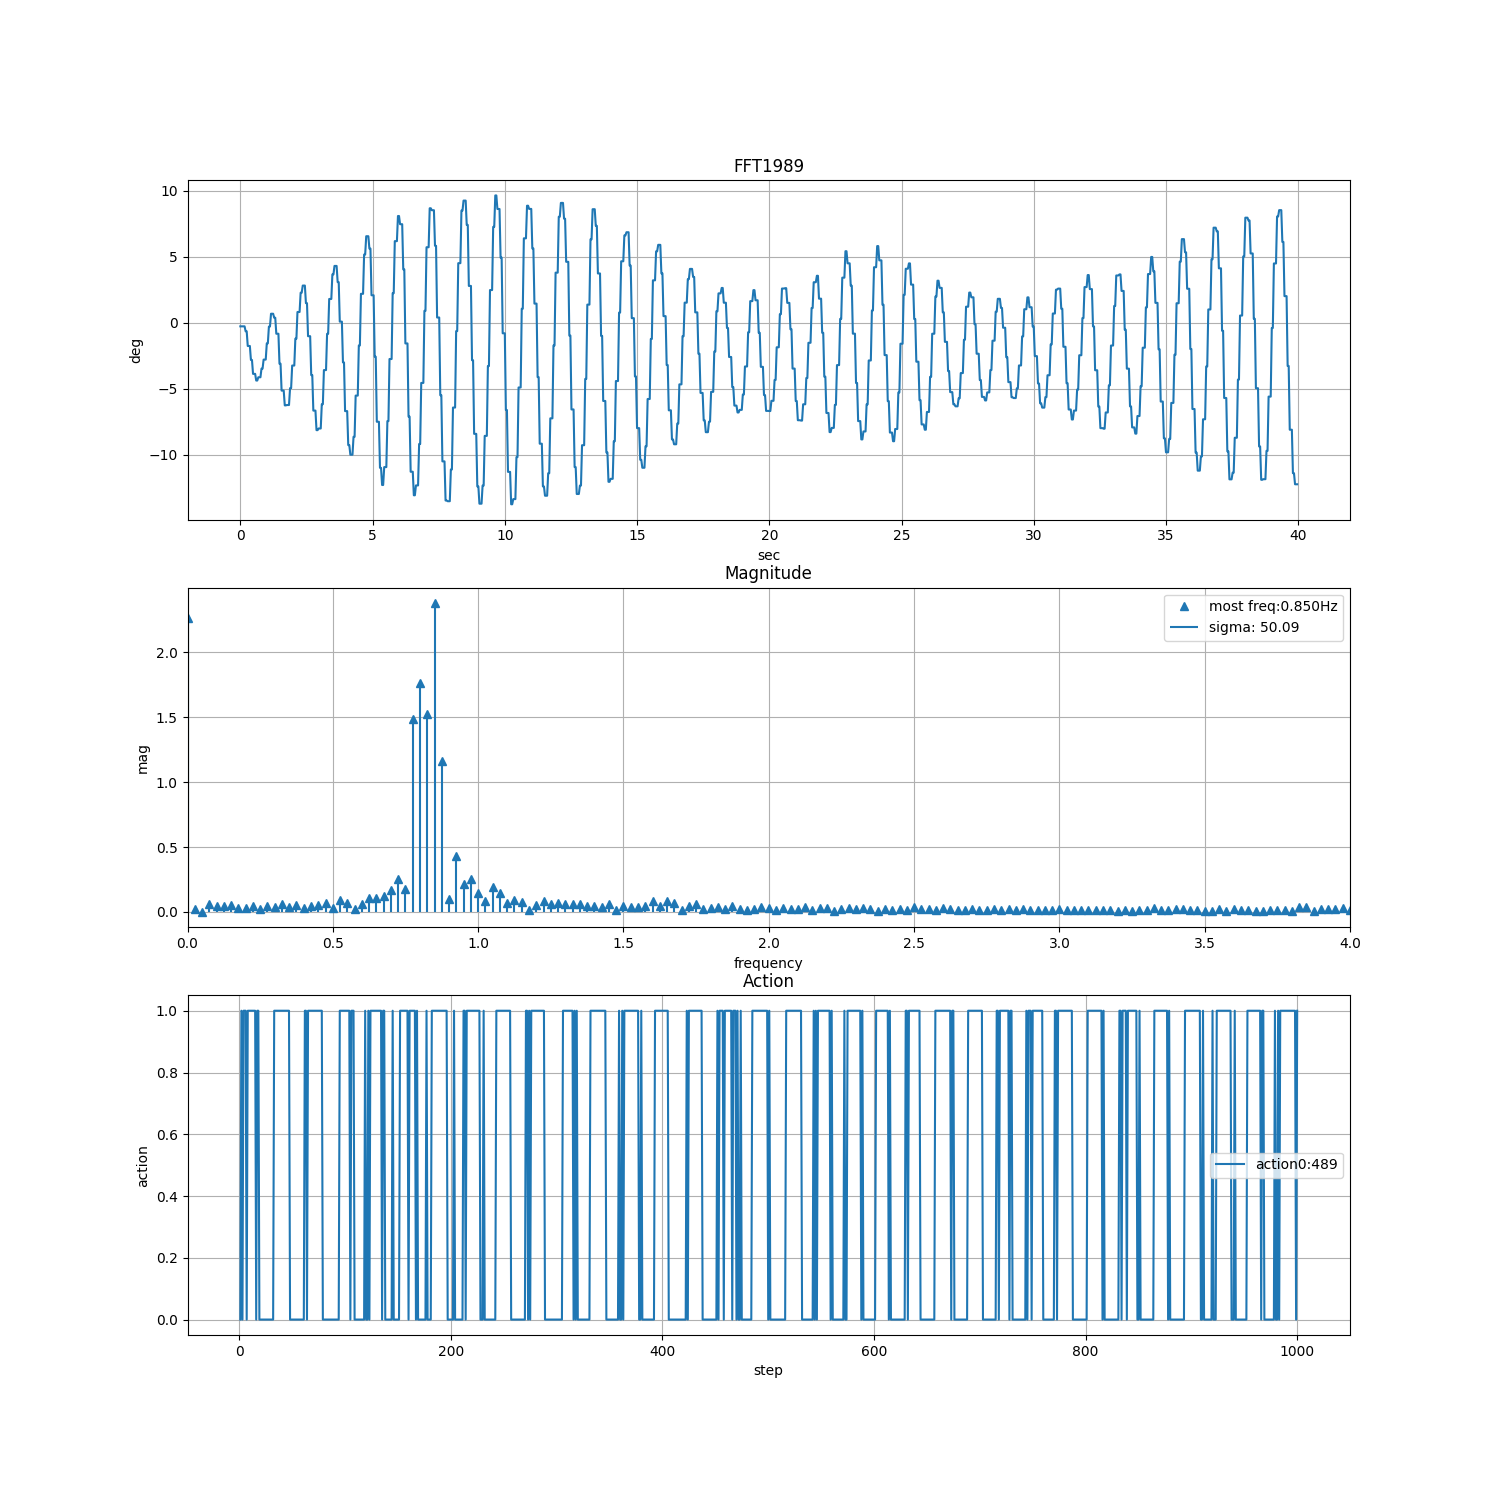 FFT1989
10
5
0
−5
−10
deg
0 5 10 15 20 25 30 35 40
sec
Magnitude
most freq:0.850Hz
sigma: 50.09
2.0
1.5
1.0
0.5
0.0
mag
0.0 0.5 1.0 1.5 2.0 2.5 3.0 3.5 4.0
frequency
Action
1.0
0.8
0.6
0.4
0.2
0.0
action
action0:489
0 200 400 600 800 1000
step